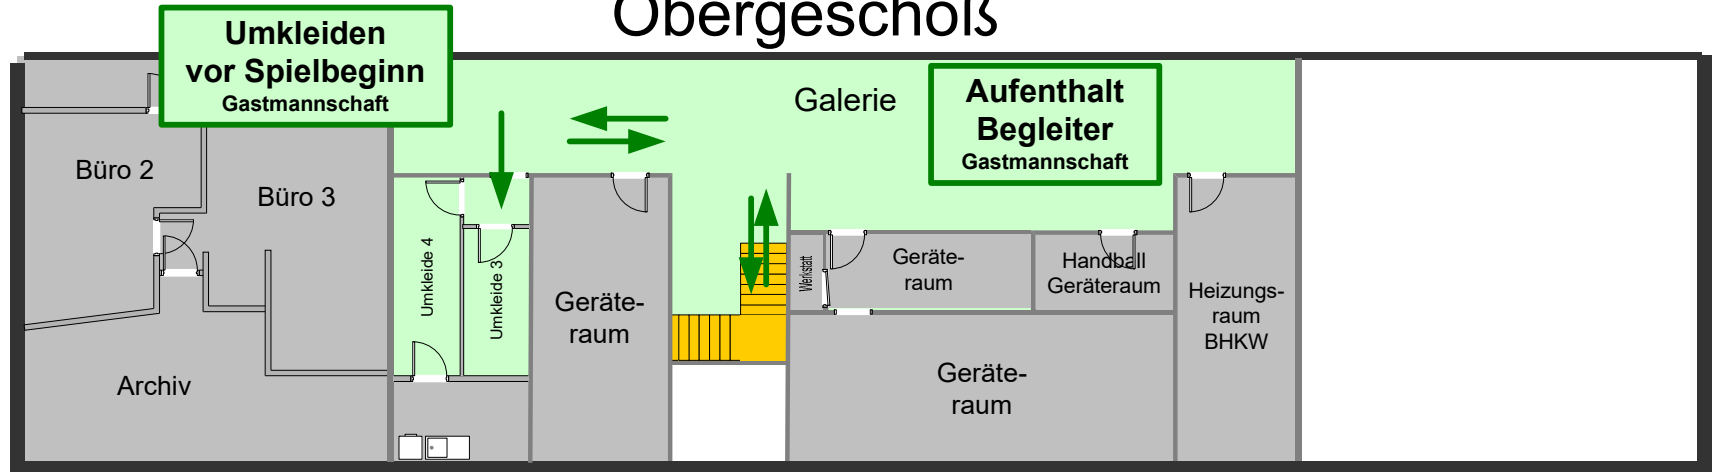 Obergeschoß
Umkleiden
vor Spielbeginn
Gastmannschaft
Galerie
Aufenthalt
Begleiter
Gastmannschaft
Büro 2
Büro 3
Archiv
Umkleide 4
Umkleide 3
Geräte-
raum
Werkstatt
Geräte-
raum
Handball
Geräteraum
Geräte-
raum
Heizungs-
raum
BHKW